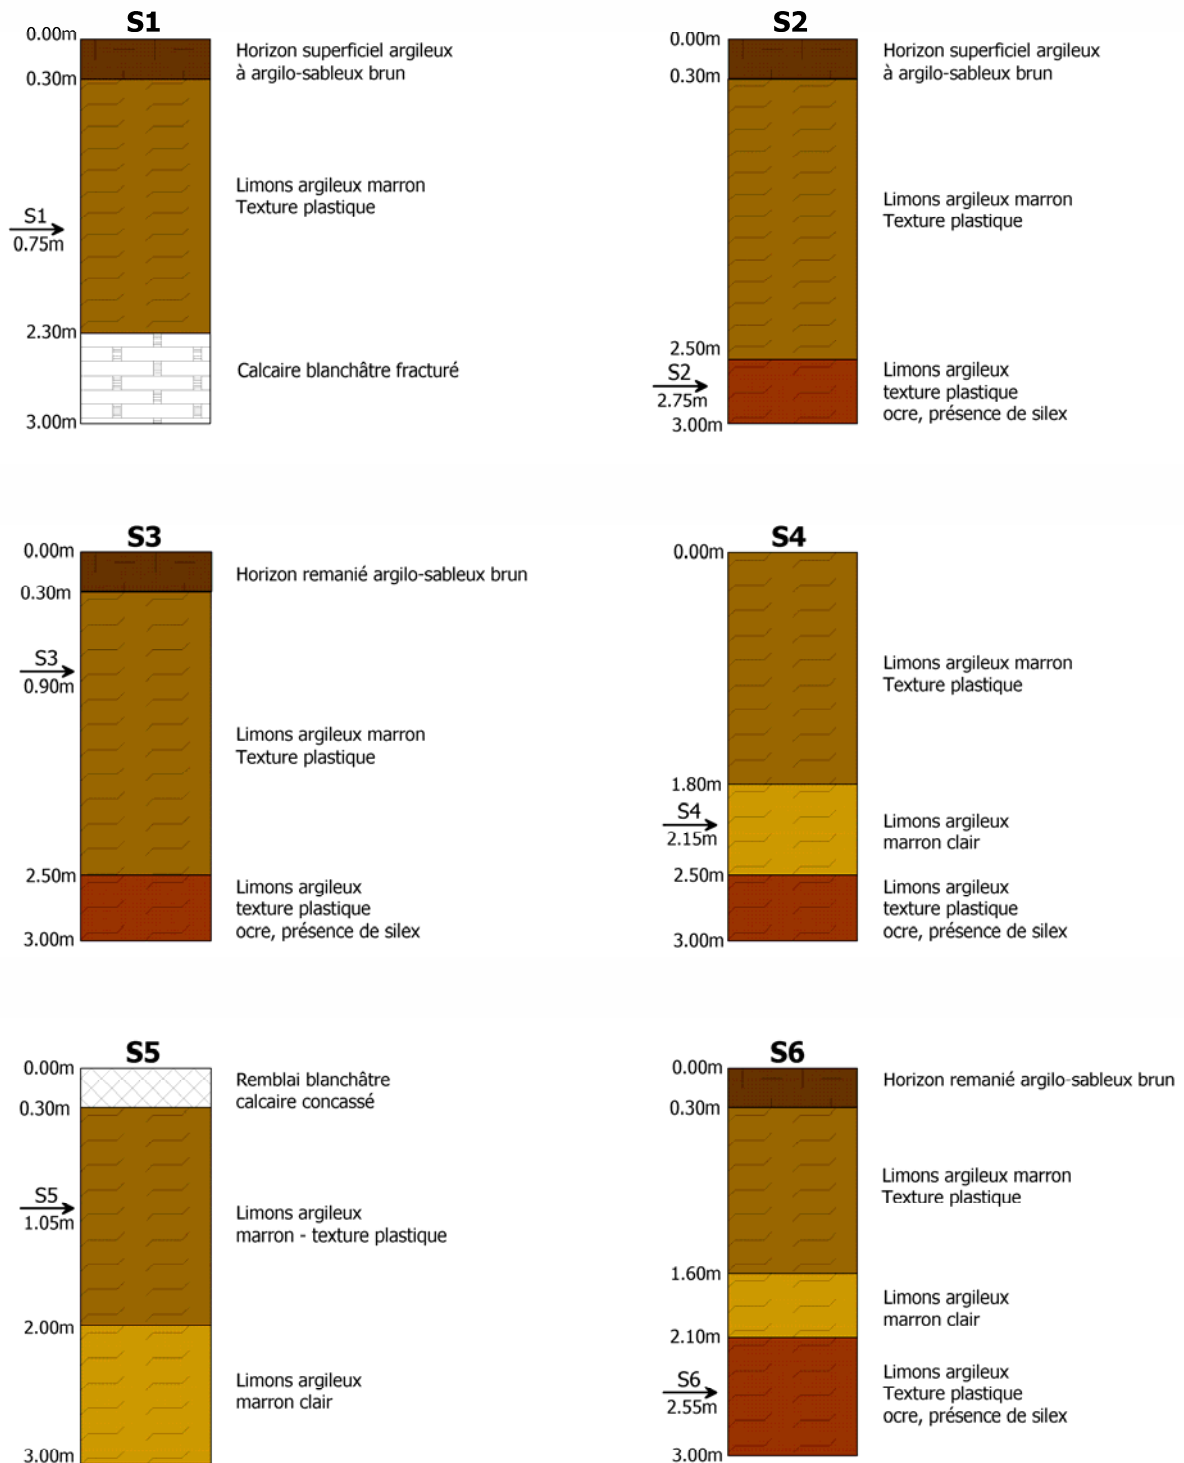 S1
0.00m
Horizon superficiel argileux
à argilo-sableux brun
0.30m
Limons argileux marron
Texture plastique
S1
0.75m
2.30m
Calcaire blanchâtre fracturé
3.00m
S2
0.00m
Horizon superficiel argileux
à argilo-sableux brun
0.30m
Limons argileux marron
Texture plastique
2.50m
S2
2.75m
Limons argileux
texture plastique
ocre, présence de silex
3.00m
S3
0.00m
Horizon remanié argilo-sableux brun
0.30m
S3
0.90m
Limons argileux marron
Texture plastique
2.50m
Limons argileux
texture plastique
ocre, présence de silex
3.00m
S4
0.00m
Limons argileux marron
Texture plastique
1.80m
S4
2.15m
Limons argileux
marron clair
2.50m
Limons argileux
texture plastique
ocre, présence de silex
3.00m
S5
0.00m
Remblai blanchâtre
calcaire concassé
0.30m
S5
1.05m
Limons argileux
marron - texture plastique
2.00m
Limons argileux
marron clair
3.00m
S6
0.00m
Horizon remanié argilo-sableux brun
0.30m
Limons argileux marron
Texture plastique
1.60m
Limons argileux
marron clair
2.10m
Limons argileux
Texture plastique
ocre, présence de silex
S6
2.55m
3.00m